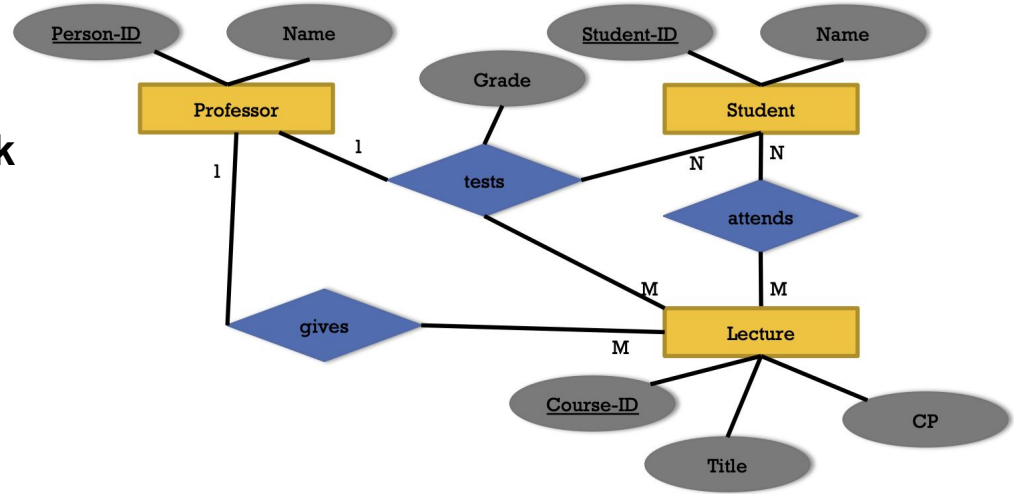 Person-ID
Name
Student-ID
Name
Grade
Professor
Student
k
1
N
N
1
tests
attends
M
M
gives
Lecture
M
Course-ID
CP
Title